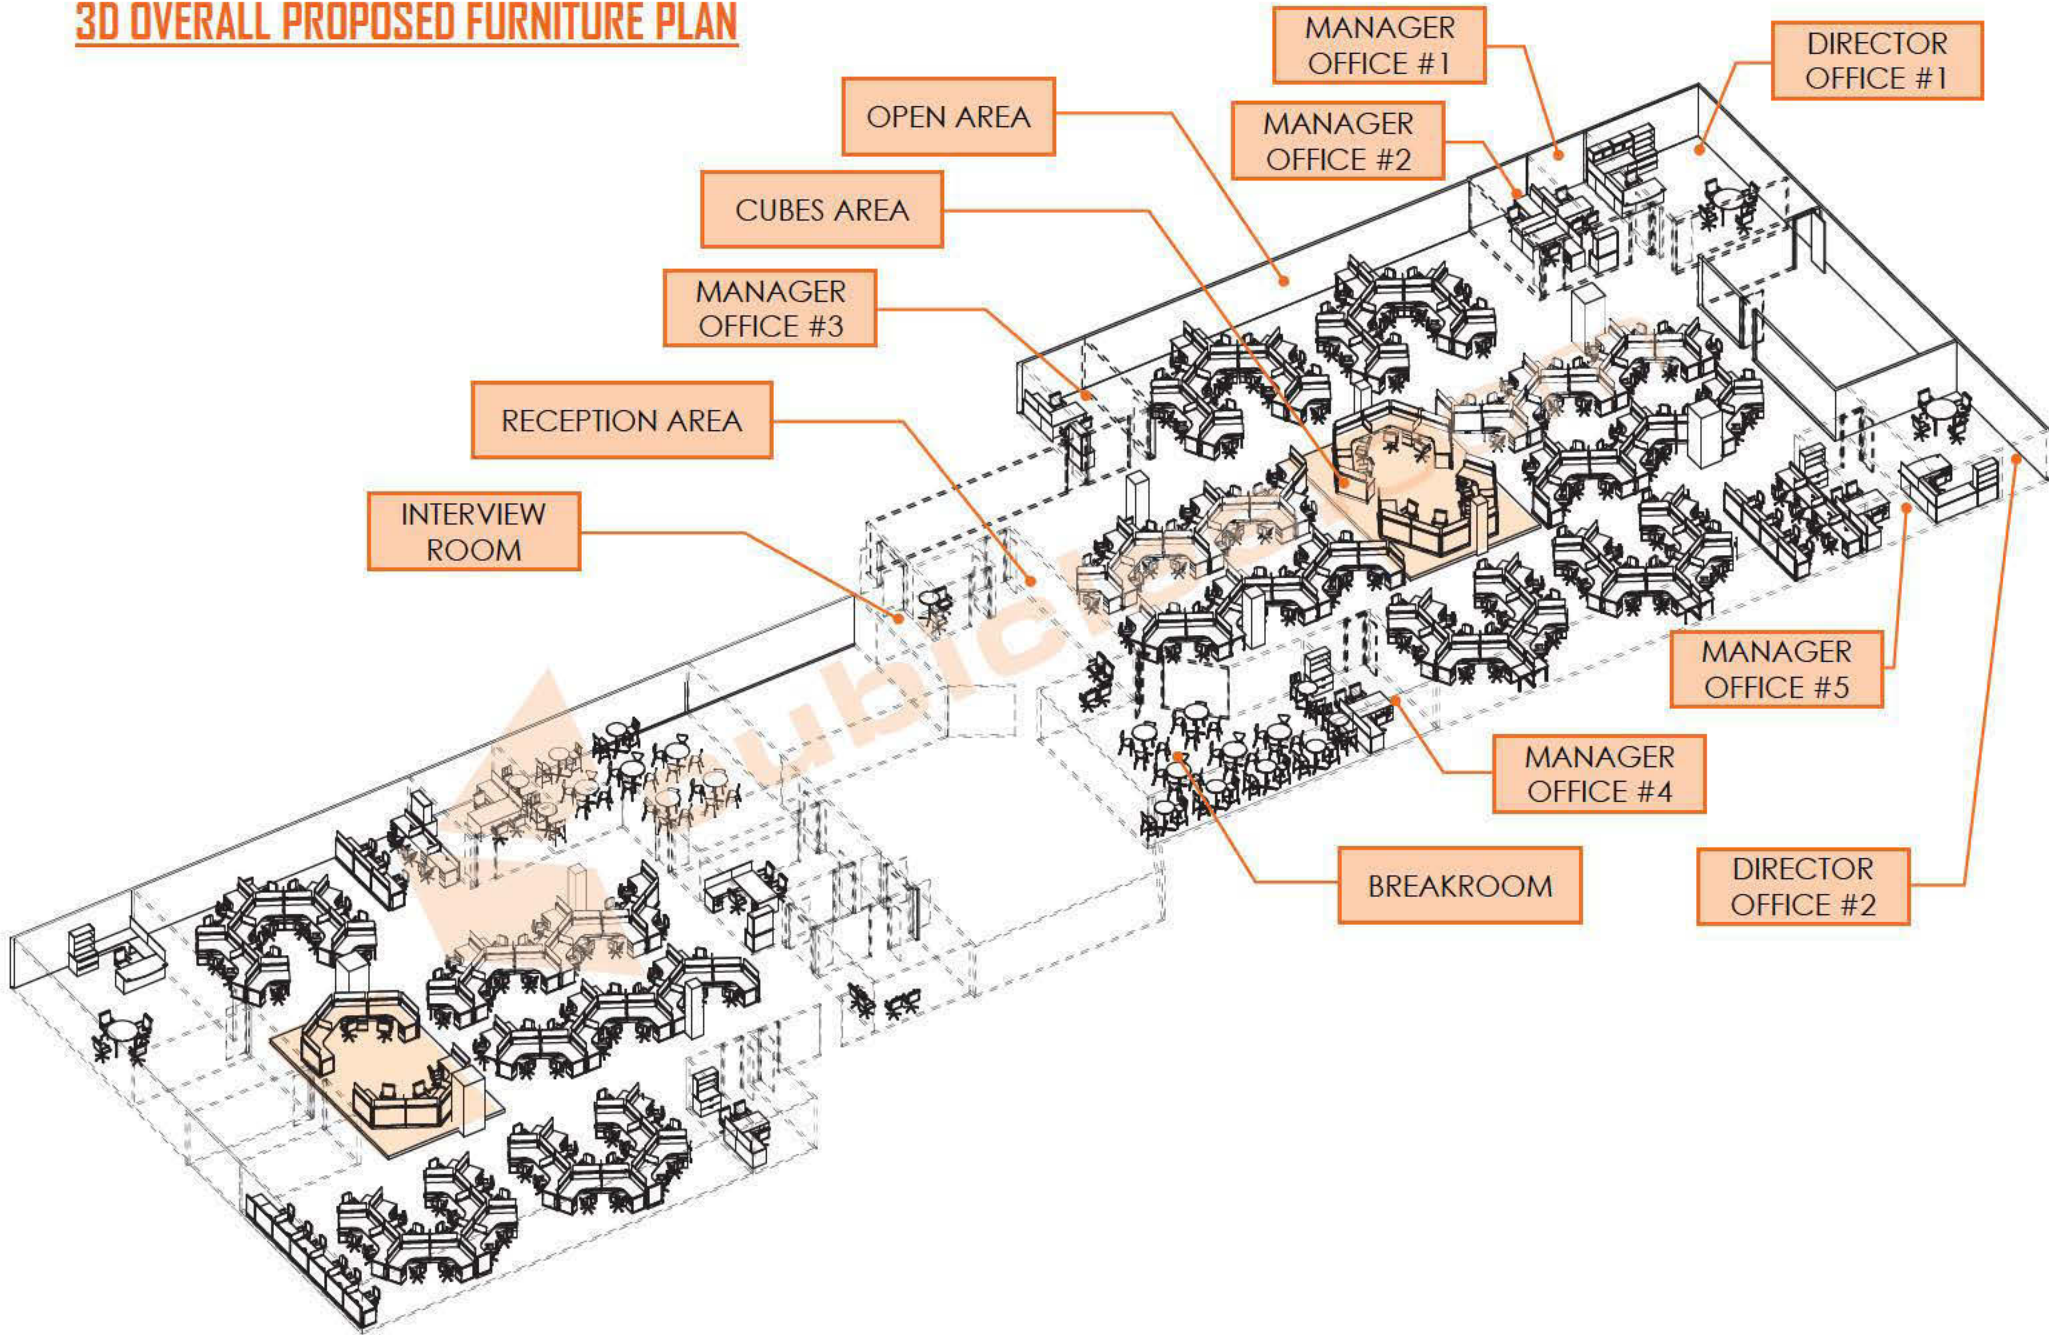 3D OVERALL PROPOSED FURNITURE PLAN
MANAGER
OFFICE #1
DIRECTOR
OFFICE #1
OPEN AREA
MANAGER
OFFICE #2
CUBES AREA
MANAGER
OFFICE #3
RECEPTION AREA
INTERVIEW
ROOM
MANAGER
OFFICE #5
MANAGER
OFFICE #4
BREAKROOM
DIRECTOR
OFFICE #2